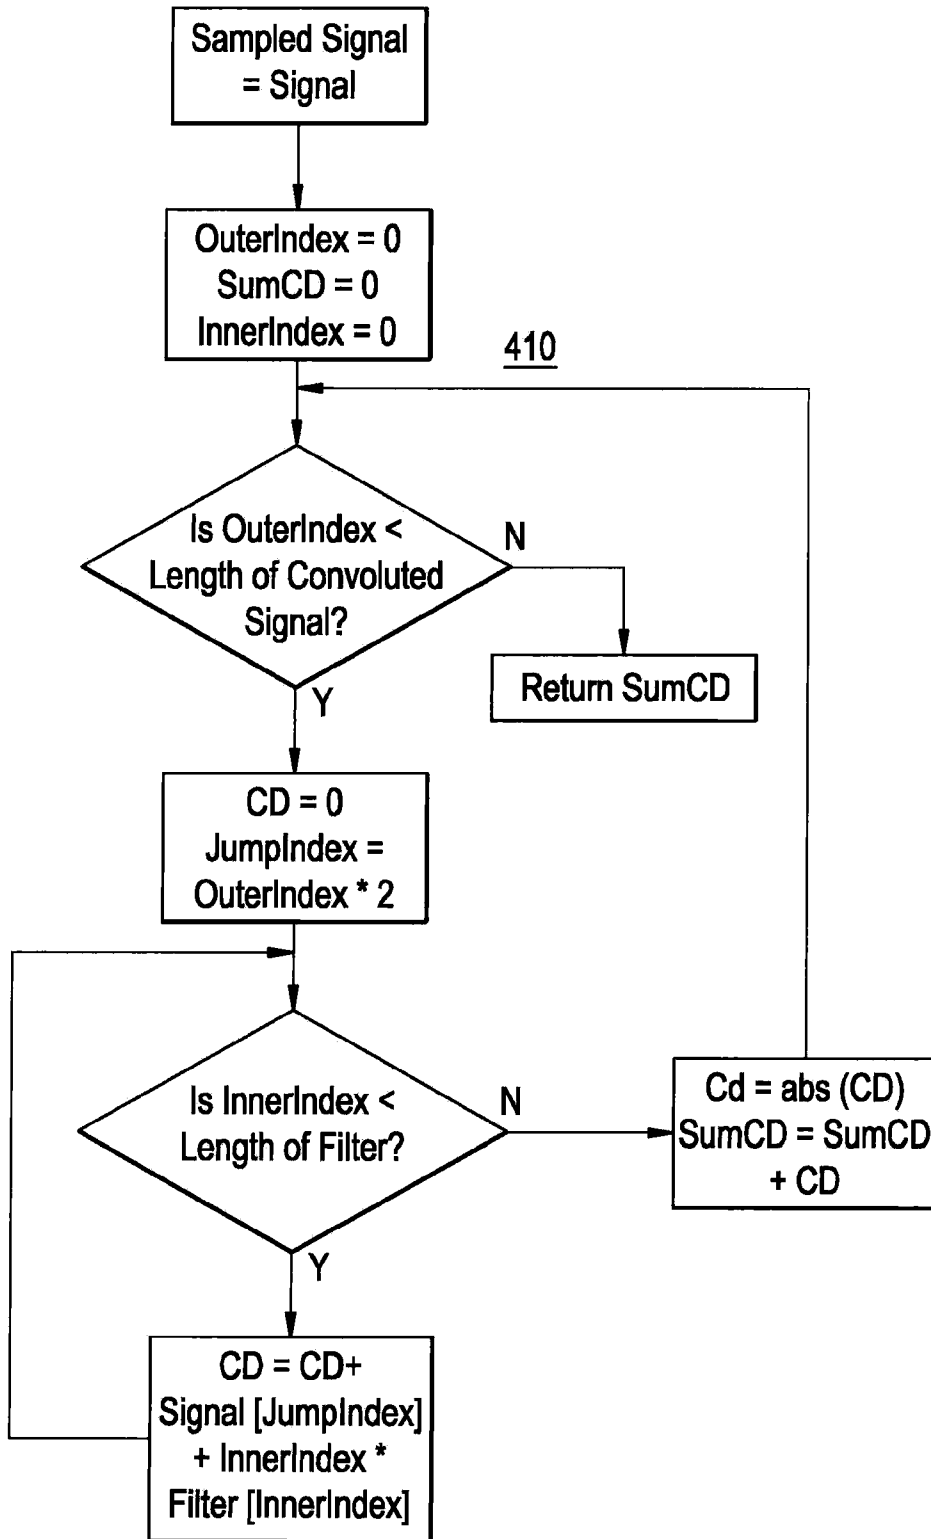 Sampled Signal
= Signal
OuterIndex = 0
SumCD = 0
InnerIndex = 0
410
Is OuterIndex <
Length of Convoluted
Signal?
N
Return SumCD
Y
CD = 0
JumpIndex =
OuterIndex * 2
Is InnerIndex <
Length of Filter?
N
Cd = abs (CD)
SumCD = SumCD
+ CD
Y
CD = CD+
Signal [JumpIndex]
+ InnerIndex *
Filter [InnerIndex]